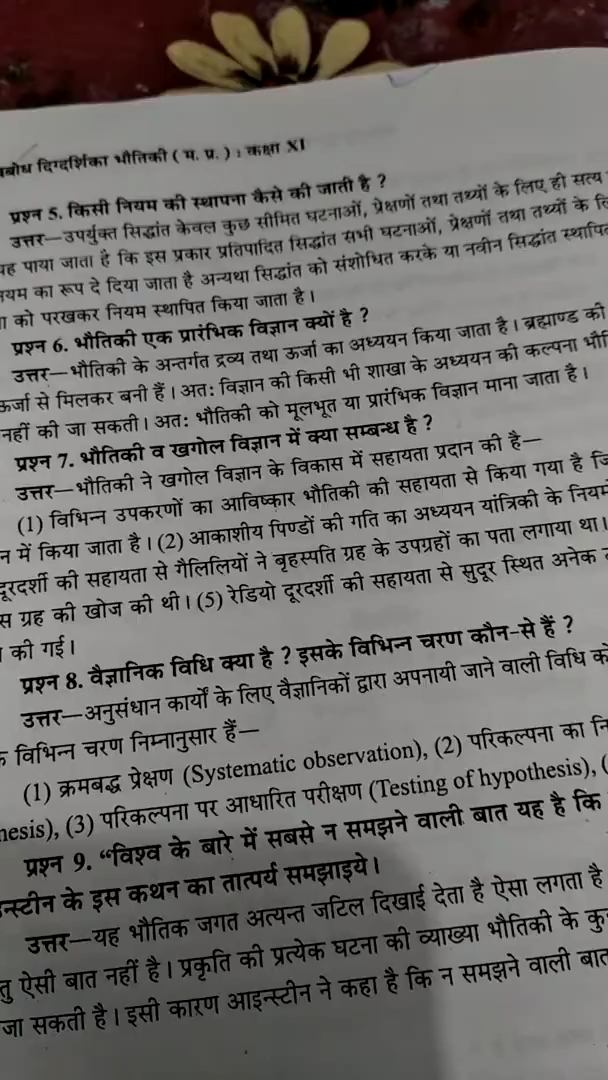 बोध दिग्दर्शिका भौतिकी ( म. प्र. ) : कक्षा XI
प्रश्न 5. किसी नियम की स्थापना कैसे की जाती है ?
उत्तर—उपर्युक्त सिद्धांत केवल कुछ सीमित घटनाओं, प्रेक्षणों तथा तथ्यों के लिए ही सत्य
यह पाया जाता है कि इस प्रकार प्रतिपादित सिद्धांत सभी घटनाओं, प्रेक्षणों तथा तथ्यों के
का रूप दे दिया जाता है अन्यथा सिद्धांत को संशोधित करके या नवीन सिद्धांत
को परखकर नियम स्थापित किया जाता है।
प्रश्न 6. भौतिकी एक प्रारंभिक विज्ञान क्यों है ?
उत्तर—भौतिकी के अन्तर्गत द्रव्य तथा ऊर्जा का अध्ययन किया जाता है। ब्रह्माण्ड की
ऊर्जा से मिलकर बनी हैं। अतः विज्ञान की किसी भी शाखा के अध्ययन की कल्पना
नहीं की जा सकती। अतः भौतिकी को मूलभूत या प्रारंभिक विज्ञान माना जाता है।
प्रश्न 7. भौतिकी व खगोल विज्ञान में क्या सम्बन्ध है ?
उत्तर—भौतिकी ने खगोल विज्ञान के विकास में सहायता प्रदान की है—
(1) विभिन्न उपकरणों का आविष्कार भौतिकी की सहायता से किया गया है
न में किया जाता है। (2) आकाशीय पिण्डों की गति का अध्ययन यांत्रिकी के
दूरदर्शी की सहायता से गैलिलियों ने बृहस्पति ग्रह के उपग्रहों का पता लगाया था।
स ग्रह की खोज की थी। (5) रेडियो दूरदर्शी की सहायता से सुदूर स्थित अनेक
की गई।
प्रश्न 8. वैज्ञानिक विधि क्या है ? इसके विभिन्न चरण कौन-से हैं ?
उत्तर—अनुसंधान कार्यों के लिए वैज्ञानिकों द्वारा अपनायी जाने वाली विधि
विभिन्न चरण निम्नानुसार हैं—
(1) क्रमबद्ध प्रेक्षण (Systematic observation), (2) परिकल्पना का
hesis), (3) परिकल्पना पर आधारित परीक्षण (Testing of hypothesis), (
प्रश्न 9. “विश्व के बारे में सबसे न समझने वाली बात यह है कि
न्स्टीन के इस कथन का तात्पर्य समझाइये।
उत्तर—यह भौतिक जगत अत्यन्त जटिल दिखाई देता है ऐसा लगता है
तु ऐसी बात नहीं है। प्रकृति की प्रत्येक घटना की व्याख्या भौतिकी के
जा सकती है। इसी कारण आइन्स्टीन ने कहा है कि न समझने वाली बात